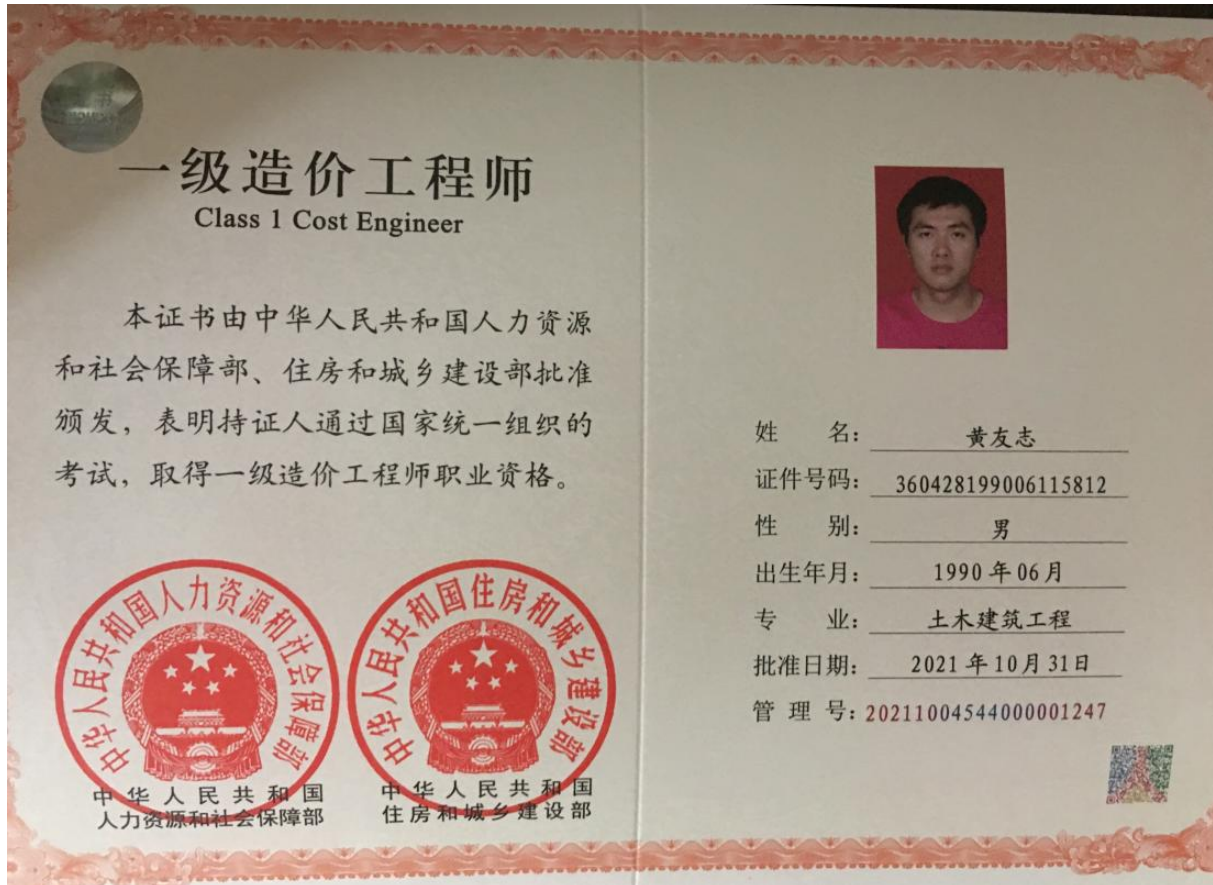 一级造价工程师
Class 1 Cost Engineer
本证书由中华人民共和国人力资源
和社会保障部、住房和城乡建设部批准
颁发，表明持证人通过国家统一组织的
考试，取得一级造价工程师职业资格。
中华人民共和国人力资源和社会保障部
中华人民共和国住房和城乡建设部
中华人民共和国
人力资源和社会保障部
中华人民共和国
住房和城乡建设部
姓名：黄友志
证件号码：360428199006115812
性别：男
出生年月：1990年06月
专业：土木建筑工程
批准日期：2021年10月31日
管理号：20211004544000001247